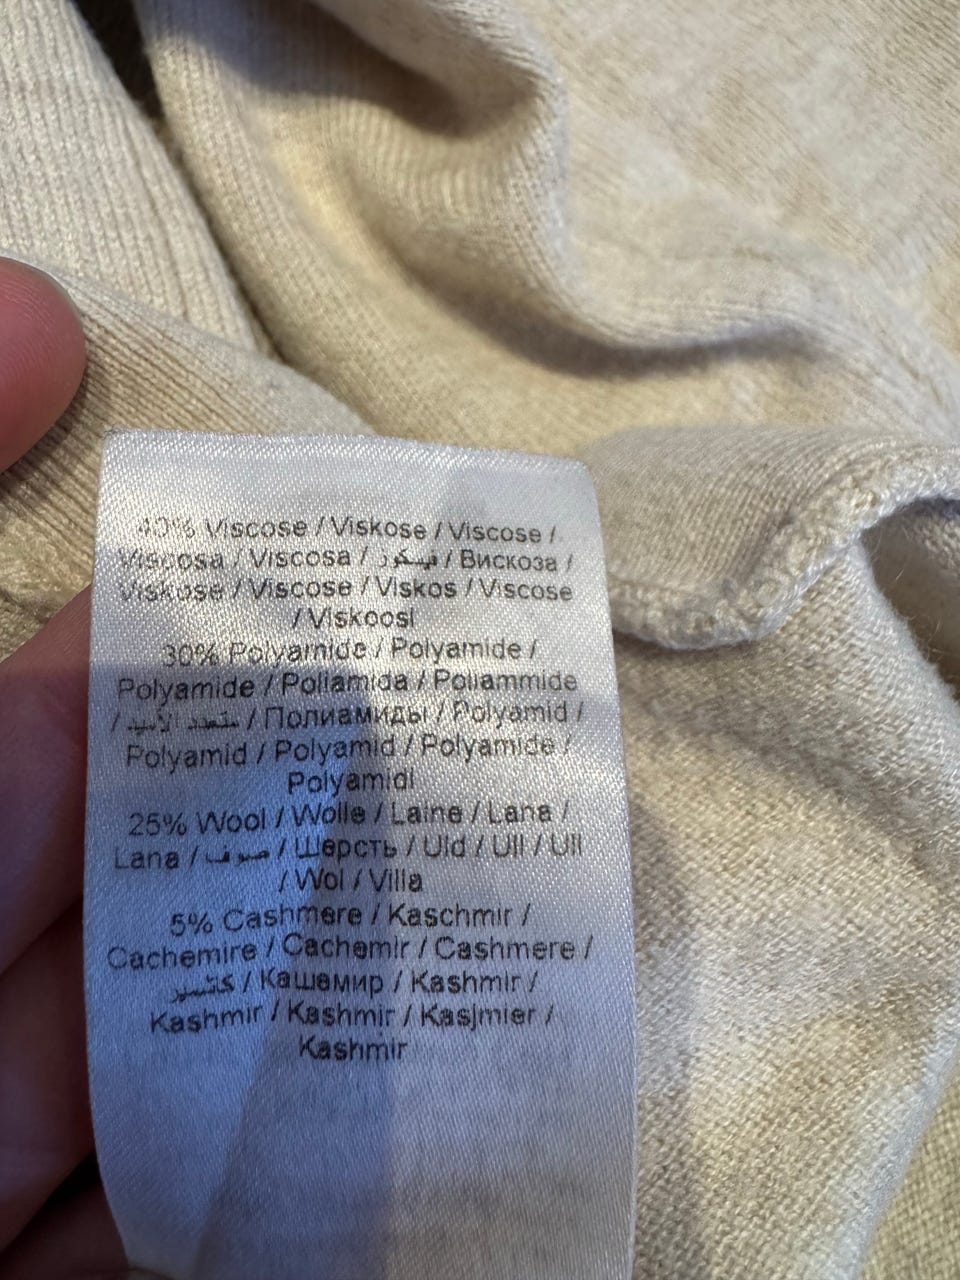 40% Viscose / Viskose / Viscose /
Viscosa / Viscosa / فيسكوز / Вискоза /
Viskose / Viscose / Viskos / Viscose
/ Viskoosi
30% Polyamide / Polyamide /
Polyamide / Poliamida / Poliammide
/ متعدد الأميد / Полиамиды / Polyamid /
Polyamid / Polyamid / Polyamide /
Polyamidi
25% Wool / Wolle / Laine / Lana /
Lana / صوف / Шерсть / Uld / Ull / Ull
/ Wol / Villa
5% Cashmere / Kaschmir /
Cachemire / Cachemir / Cashmere /
/ Кашемир / Kashmir /
Kashmir / Kashmir / Kasjmier /
Kashmir